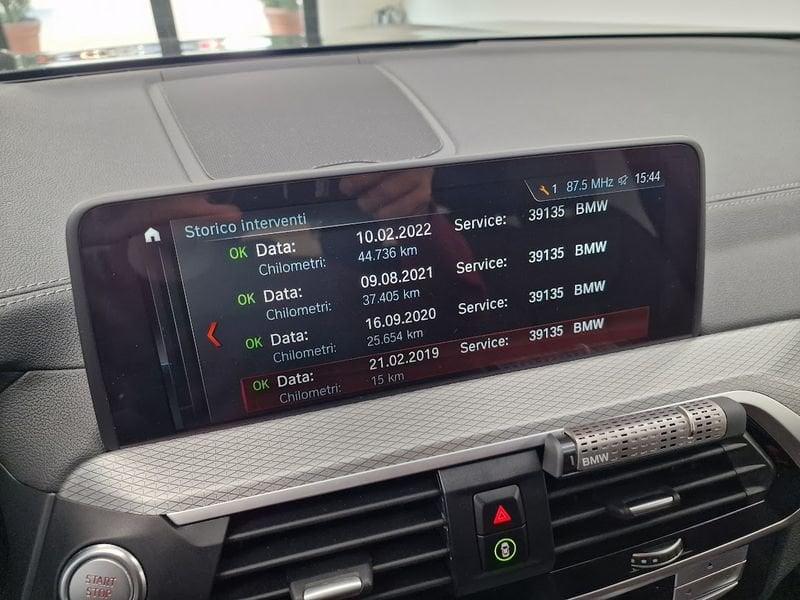 1 87.5 MHz 15:44
Storico interventi
OK Data: 10.02.2022 Service: 39135 BMW
Chilometri: 44.736 km
OK Data: 09.08.2021 Service: 39135 BMW
Chilometri: 37.405 km
OK Data: 16.09.2020 Service: 39135 BMW
Chilometri: 25.654 km
OK Data: 21.02.2019 Service: 39135 BMW
Chilometri: 15 km
BMW
START
STOP